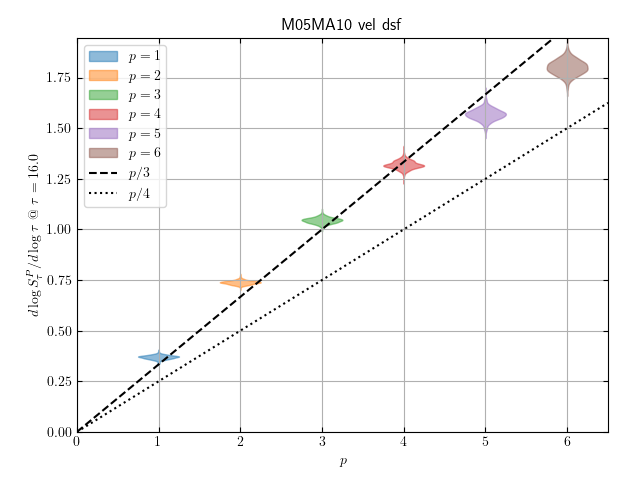 M05MA10 vel dsf
d log S_τ^P / d log τ @ τ = 16.0
1.75
1.50
1.25
1.00
0.75
0.50
0.25
0.00
p = 1
p = 2
p = 3
p = 4
p = 5
p = 6
p/3
p/4
0 1 2 3 4 5 6
p